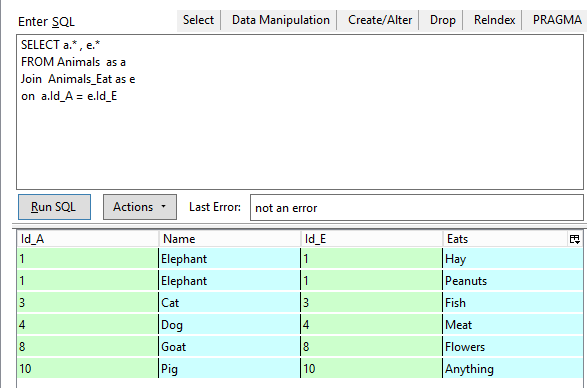 Enter SQL Select Data Manipulation Create/Alter Drop ReIndex PRAGMA
SELECT a.* , e.*
FROM Animals  as a
Join  Animals_Eat as e
on  a.Id_A = e.Id_E
Run SQL Actions Last Error: not an error
Id_A Name Id_E Eats
1 Elephant 1 Hay
1 Elephant 1 Peanuts
3 Cat 3 Fish
4 Dog 4 Meat
8 Goat 8 Flowers
10 Pig 10 Anything